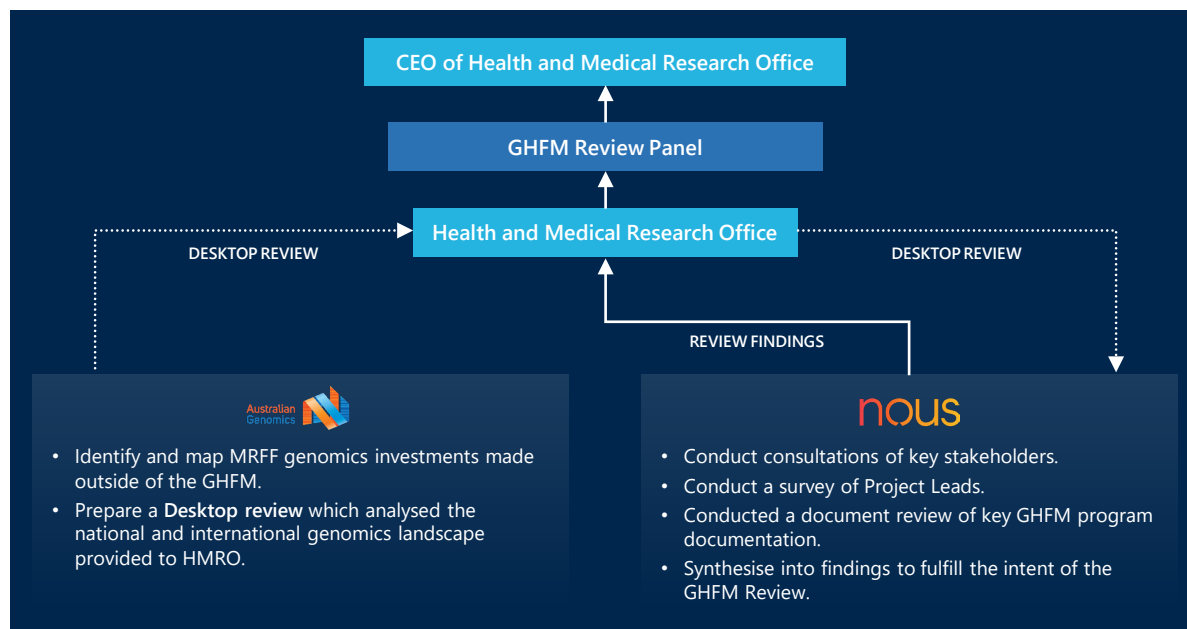 CEO of Health and Medical Research Office
GHFM Review Panel
Health and Medical Research Office
DESKTOP REVIEW
DESKTOP REVIEW
REVIEW FINDINGS
Australian
Genomics
• Identify and map MRFF genomics investments made
outside of the GHFM.
• Prepare a Desktop review which analysed the
national and international genomics landscape
provided to HMRO.
nous
• Conduct consultations of key stakeholders.
• Conduct a survey of Project Leads.
• Conducted a document review of key GHFM program
documentation.
• Synthesise into findings to fulfill the intent of the
GHFM Review.